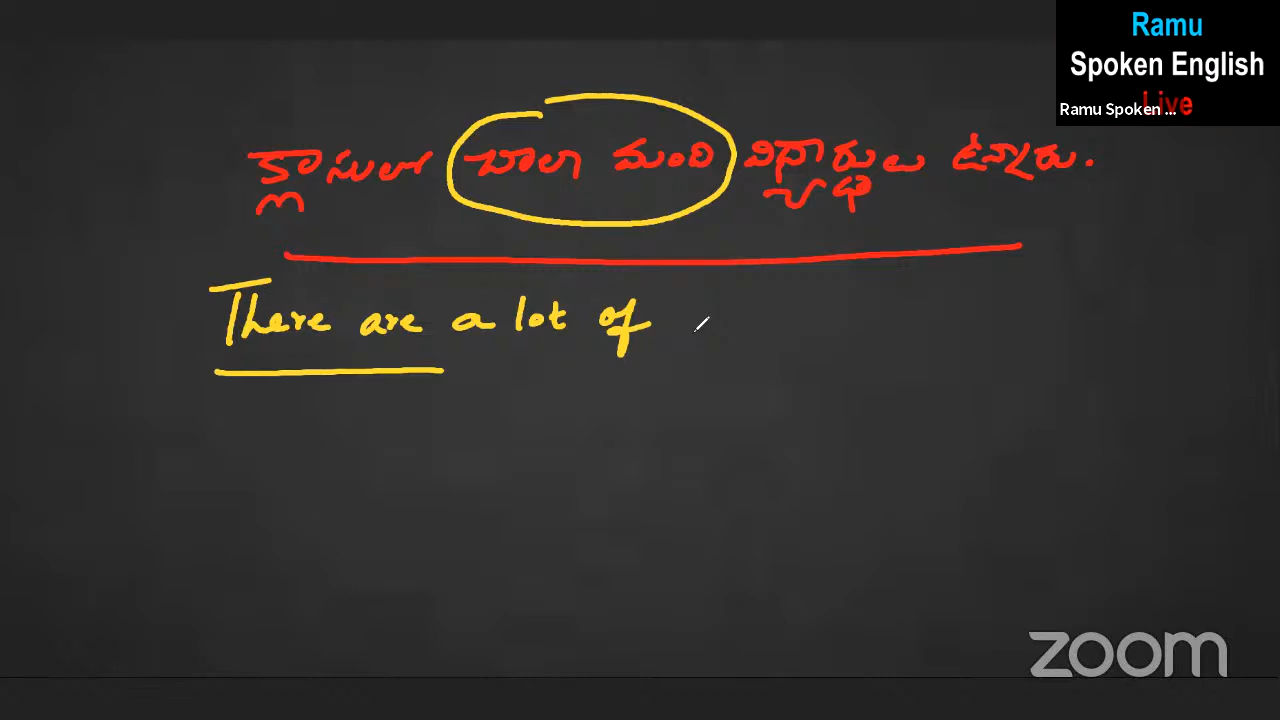 Ramu
Spoken English
Live
Ramu Spoken ...
క్లాసులో చాలా మంది విద్యార్థులు ఉన్నారు.
There are a lot of
zoom